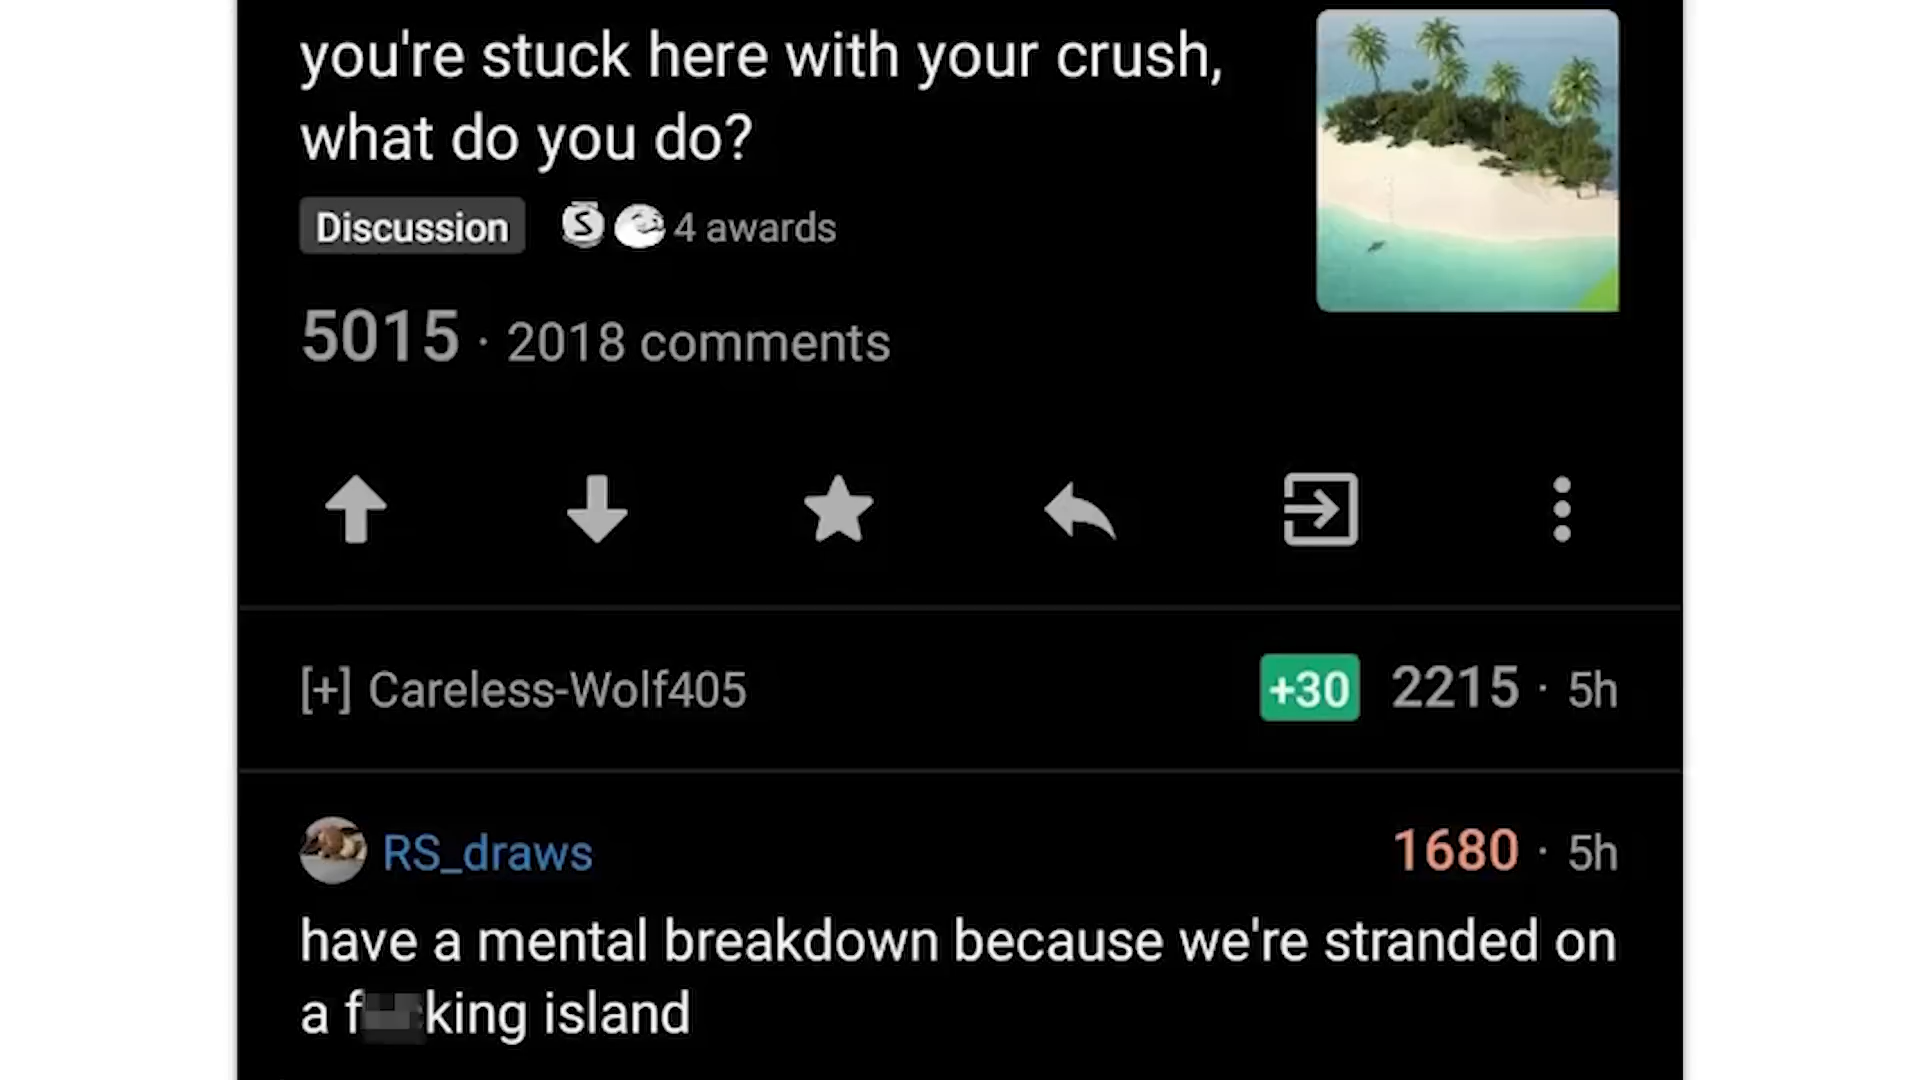 you're stuck here with your crush,
what do you do?
Discussion 4 awards
5015 · 2018 comments
[+] Careless-Wolf405 +30 2215 · 5h
RS_draws 1680 · 5h
have a mental breakdown because we're stranded on
a f king island